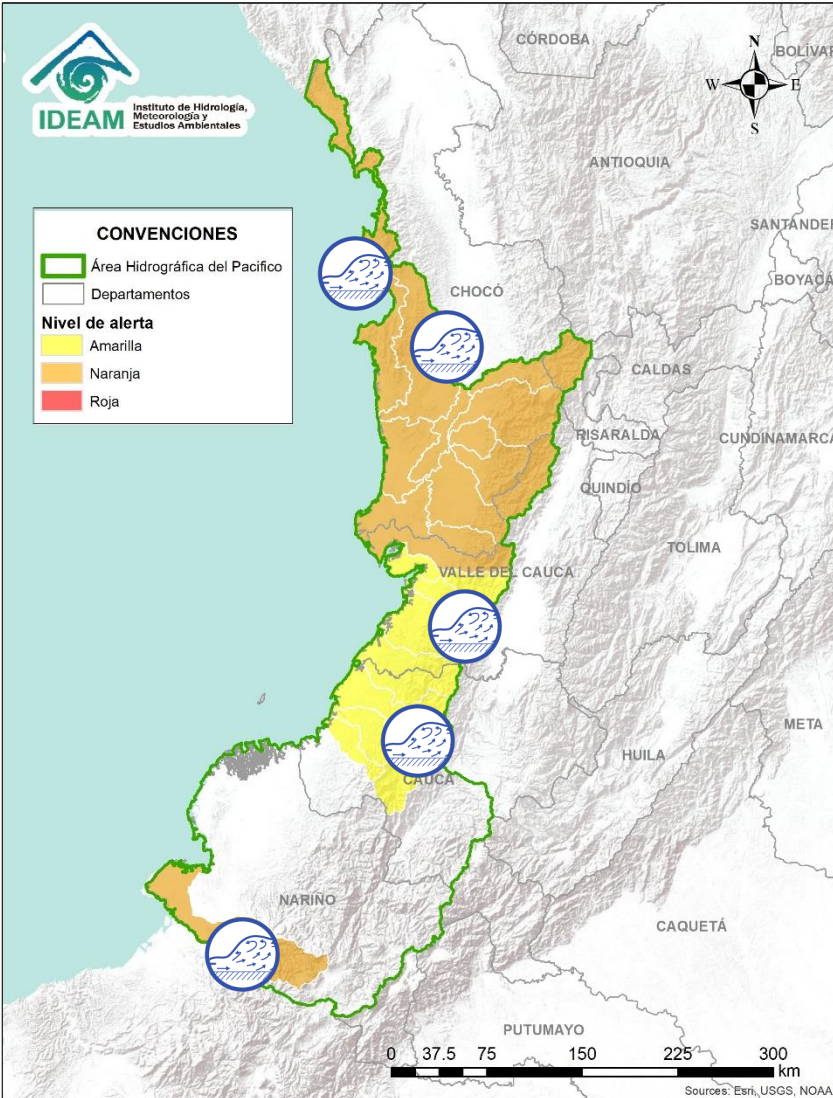 IDEAM
Instituto de Hidrología,
Meteorología y
Estudios Ambientales
CÓRDOBA
BOLÍVAR
N
W
E
S
ANTIOQUIA
SANTANDER
BOYACÁ
CHOCÓ
CONVENCIONES
Área Hidrográfica del Pacifico
Departamentos
Nivel de alerta
Amarilla
Naranja
Roja
CALDAS
RISARALDA
CUNDINAMARCA
QUINDÍO
TOLIMA
VALLE DEL CAUCA
META
HUILA
CAUCA
NARIÑO
CAQUETÁ
PUTUMAYO
0 37.5 75 150 225 300
km
Sources: Esri, USGS, NOAA